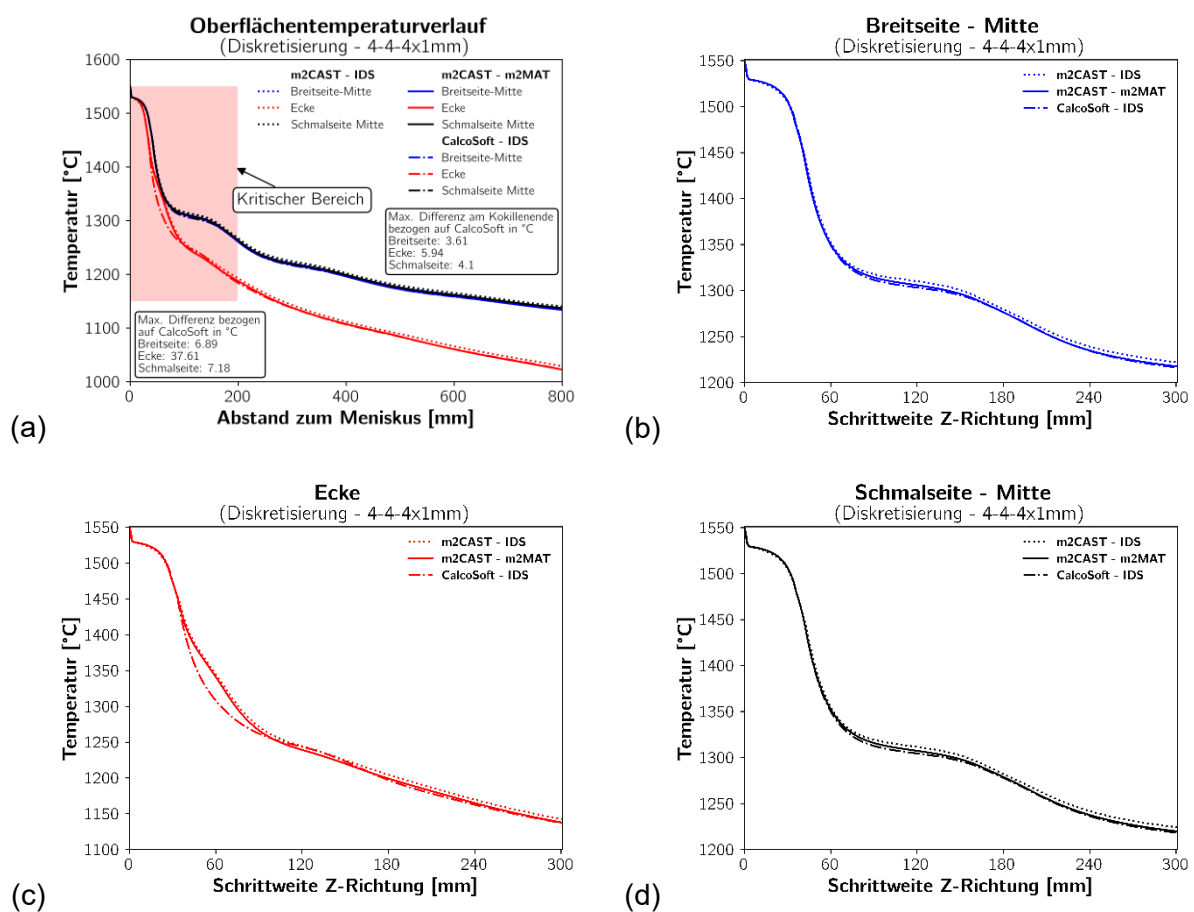 Oberflächentemperaturverlauf
(Diskretisierung - 4-4-4x1mm)
1600
1500
1400
1300
1200
1100
1000
Temperatur [°C]
m2CAST - IDS
Breitseite-Mitte
Ecke
Schmalseite Mitte
m2CAST - m2MAT
Breitseite-Mitte
Ecke
Schmalseite Mitte
CalcoSoft - IDS
Breitseite-Mitte
Ecke
Schmalseite Mitte
Kritischer Bereich
Max. Differenz am Kokillenende
bezogen auf CalcoSoft in °C
Breitseite: 3.61
Ecke: 5.94
Schmalseite: 4.1
Max. Differenz bezogen
auf CalcoSoft in °C
Breitseite: 6.89
Ecke: 37.61
Schmalseite: 7.18
0 200 400 600 800
Abstand zum Meniskus [mm]
(a)
Breitseite - Mitte
(Diskretisierung - 4-4-4x1mm)
1550
1500
1450
1400
1350
1300
1250
1200
Temperatur [°C]
m2CAST - IDS
m2CAST - m2MAT
CalcoSoft - IDS
0 60 120 180 240 300
Schrittweite Z-Richtung [mm]
(b)
Ecke
(Diskretisierung - 4-4-4x1mm)
1550
1500
1450
1400
1350
1300
1250
1200
1150
1100
Temperatur [°C]
m2CAST - IDS
m2CAST - m2MAT
CalcoSoft - IDS
0 60 120 180 240 300
Schrittweite Z-Richtung [mm]
(c)
Schmalseite - Mitte
(Diskretisierung - 4-4-4x1mm)
1550
1500
1450
1400
1350
1300
1250
1200
Temperatur [°C]
m2CAST - IDS
m2CAST - m2MAT
CalcoSoft - IDS
0 60 120 180 240 300
Schrittweite Z-Richtung [mm]
(d)